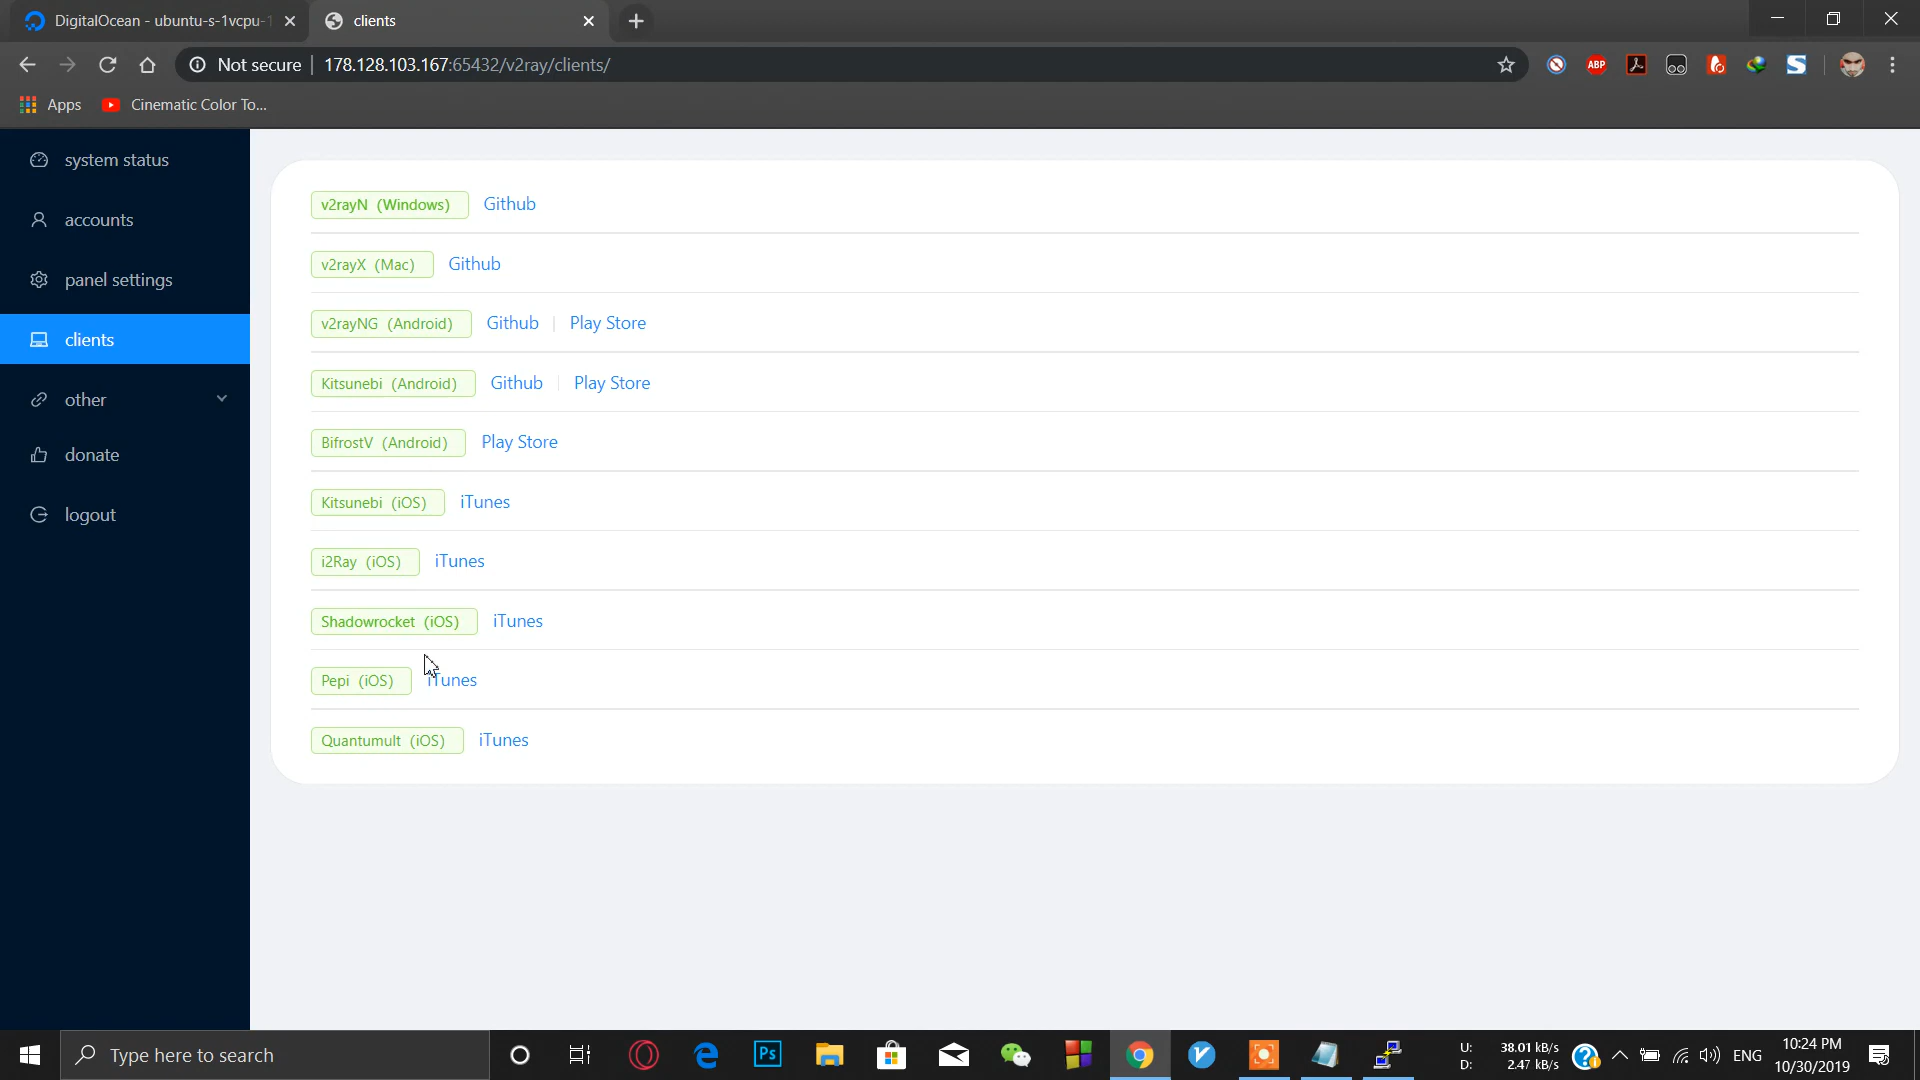 DigitalOcean - ubuntu-s-1vcpu-1
clients
Not secure 178.128.103.167:65432/v2ray/clients/
ABP
Apps Cinematic Color To...
system status
accounts
panel settings
clients
other
donate
logout
v2rayN (Windows) Github
v2rayX (Mac) Github
v2rayNG (Android) Github Play Store
Kitsunebi (Android) Github Play Store
BifrostV (Android) Play Store
Kitsunebi (iOS) iTunes
i2Ray (iOS) iTunes
Shadowrocket (iOS) iTunes
Pepi (iOS) iTunes
Quantumult (iOS) iTunes
Type here to search
Ps
U: 38.01 kB/s
D: 2.47 kB/s
ENG
10:24 PM
10/30/2019